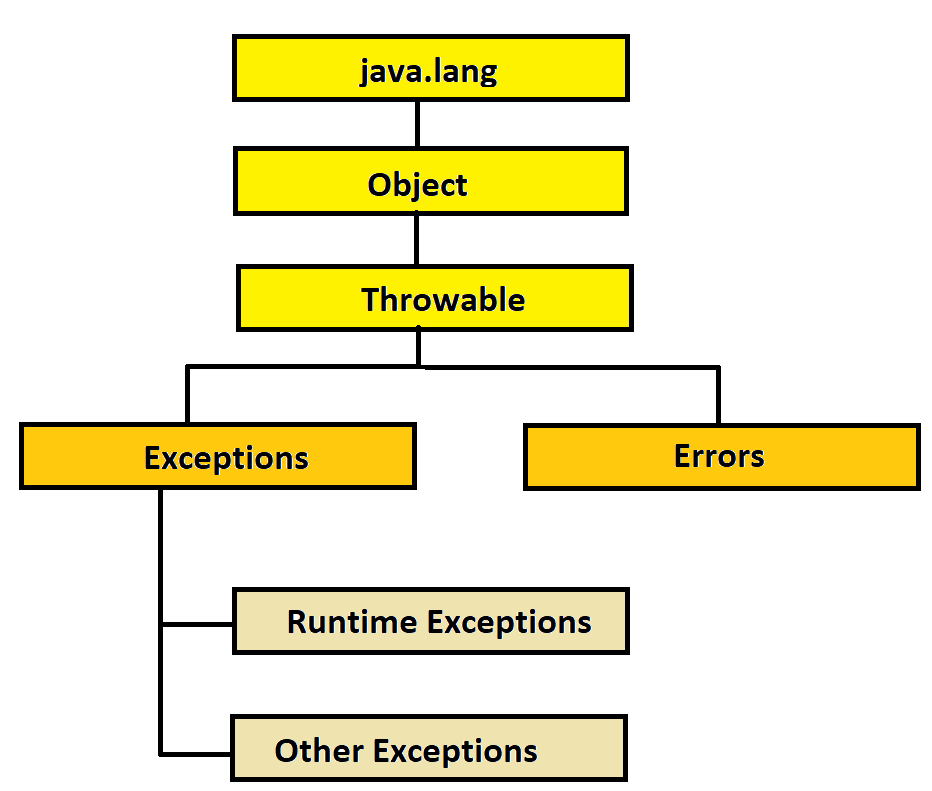 java.lang
Object
Throwable
Exceptions
Errors
Runtime Exceptions
Other Exceptions